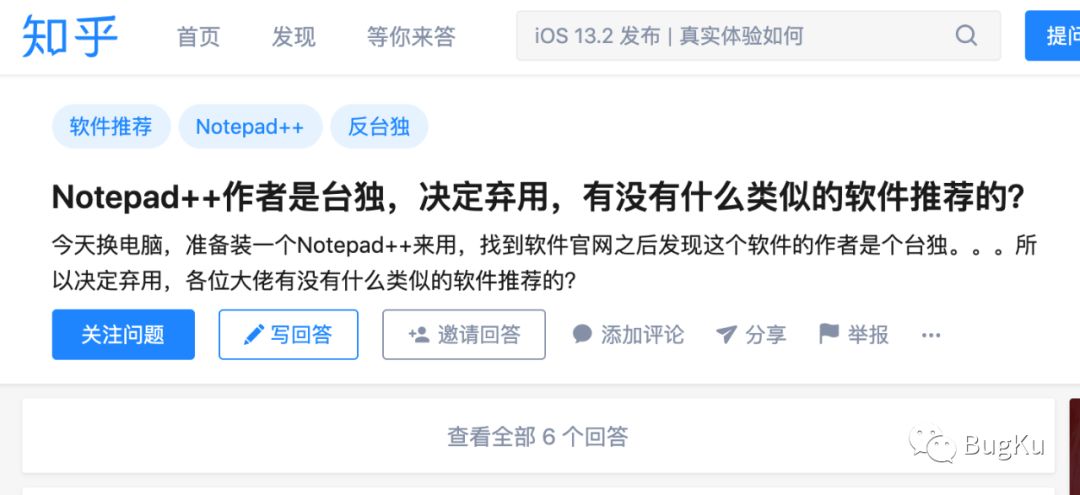 知乎 首页 发现 等你来答 iOS 13.2 发布 | 真实体验如何 提问
软件推荐 Notepad++ 反台独
Notepad++作者是台独，决定弃用，有没有什么类似的软件推荐的?
今天换电脑，准备装一个Notepad++来用，找到软件官网之后发现这个软件的作者是个台独。。。所
以决定弃用，各位大佬有没有什么类似的软件推荐的?
关注问题 写回答 邀请回答 添加评论 分享 举报 ···
查看全部 6 个回答
BugKu